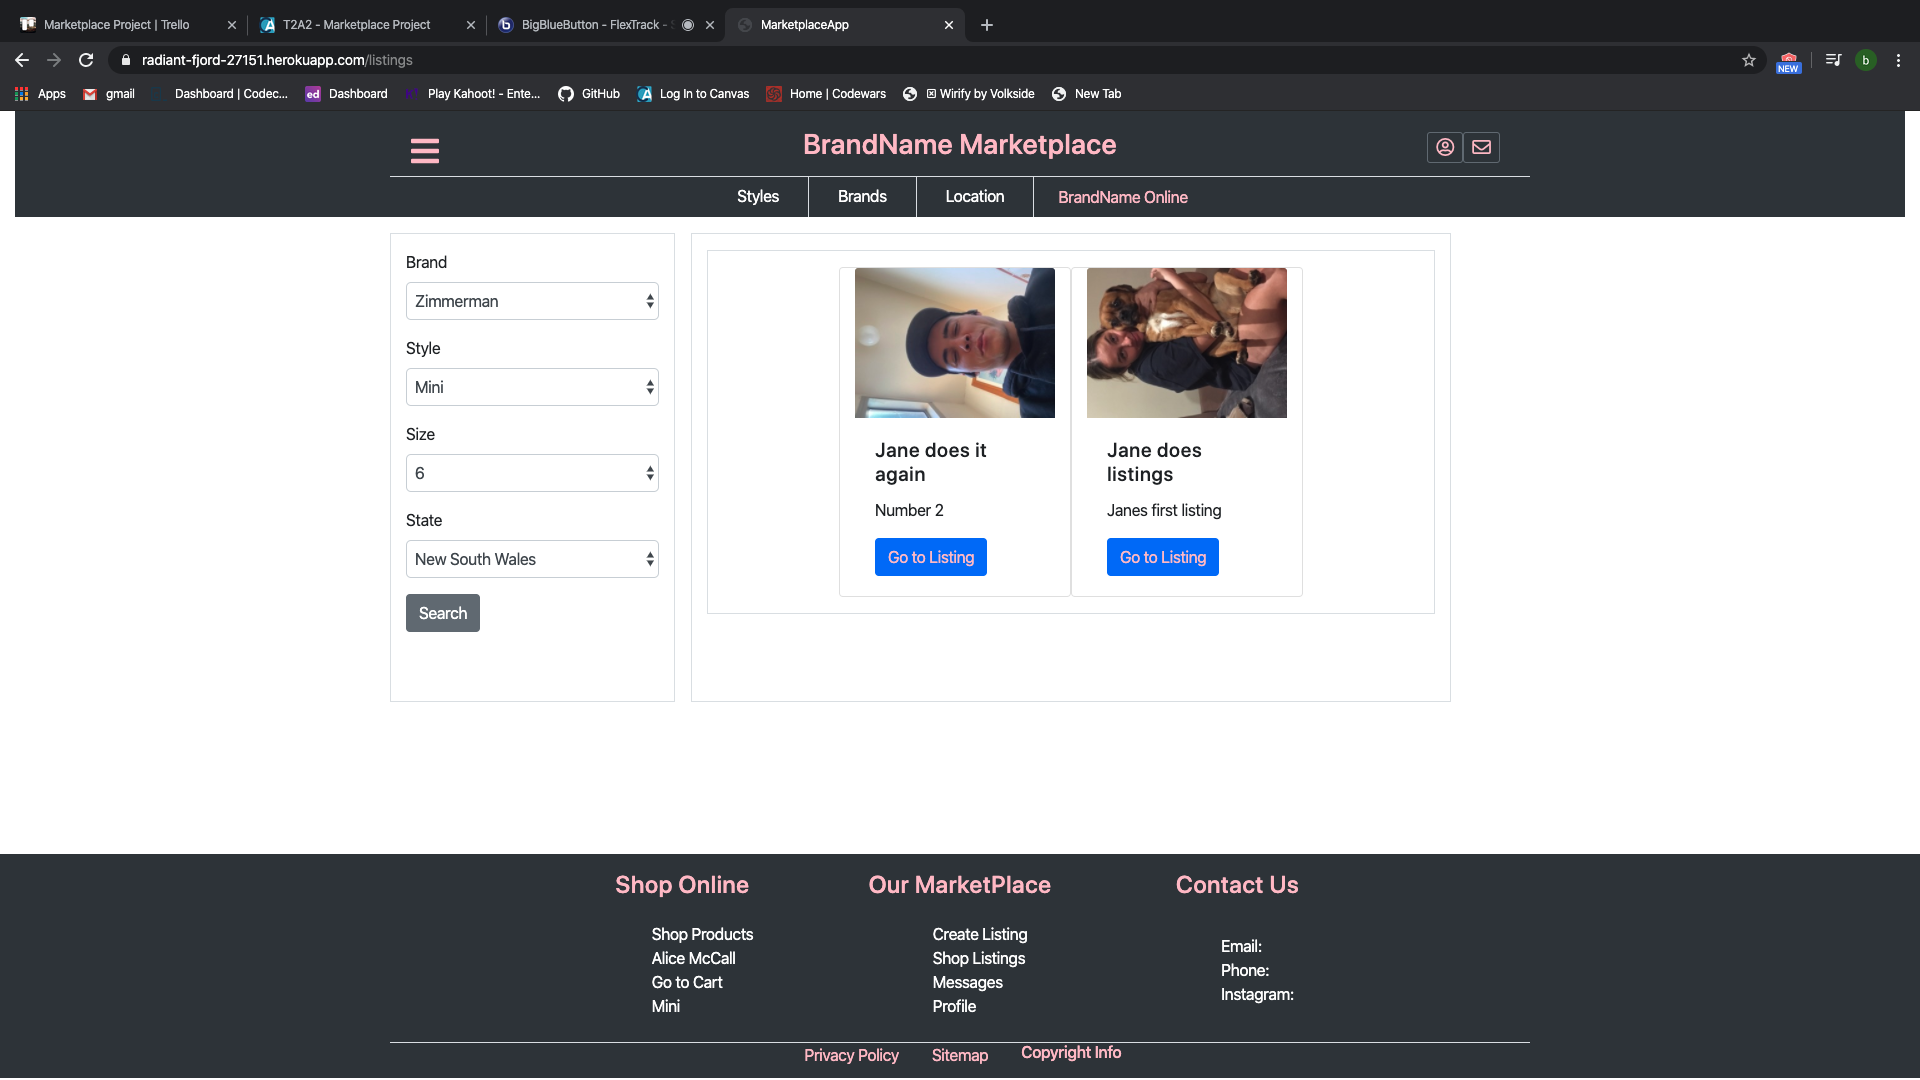 Marketplace Project | Trello
T2A2 - Marketplace Project
BigBlueButton - FlexTrack -
MarketplaceApp
radiant-fjord-27151.herokuapp.com/listings
NEW
b
Apps
gmail
Dashboard | Codec...
ed
Dashboard
K!
Play Kahoot! - Ente...
GitHub
Log In to Canvas
Home | Codewars
Wirify by Volkside
New Tab
BrandName Marketplace
Styles
Brands
Location
BrandName Online
Brand
Zimmerman
Style
Mini
Size
6
State
New South Wales
Search
Jane does it
again
Number 2
Go to Listing
Jane does
listings
Janes first listing
Go to Listing
Shop Online
Shop Products
Alice McCall
Go to Cart
Mini
Our MarketPlace
Create Listing
Shop Listings
Messages
Profile
Contact Us
Email:
Phone:
Instagram:
Privacy Policy
Sitemap
Copyright Info